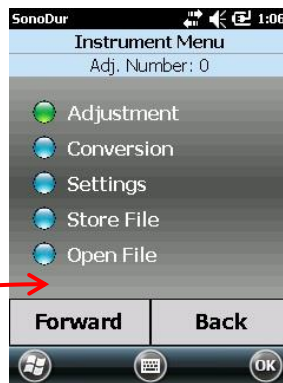 SonoDur 1:06
Instrument Menu
Adj. Number: 0
Adjustment
Conversion
Settings
Store File
Open File
Forward Back
OK